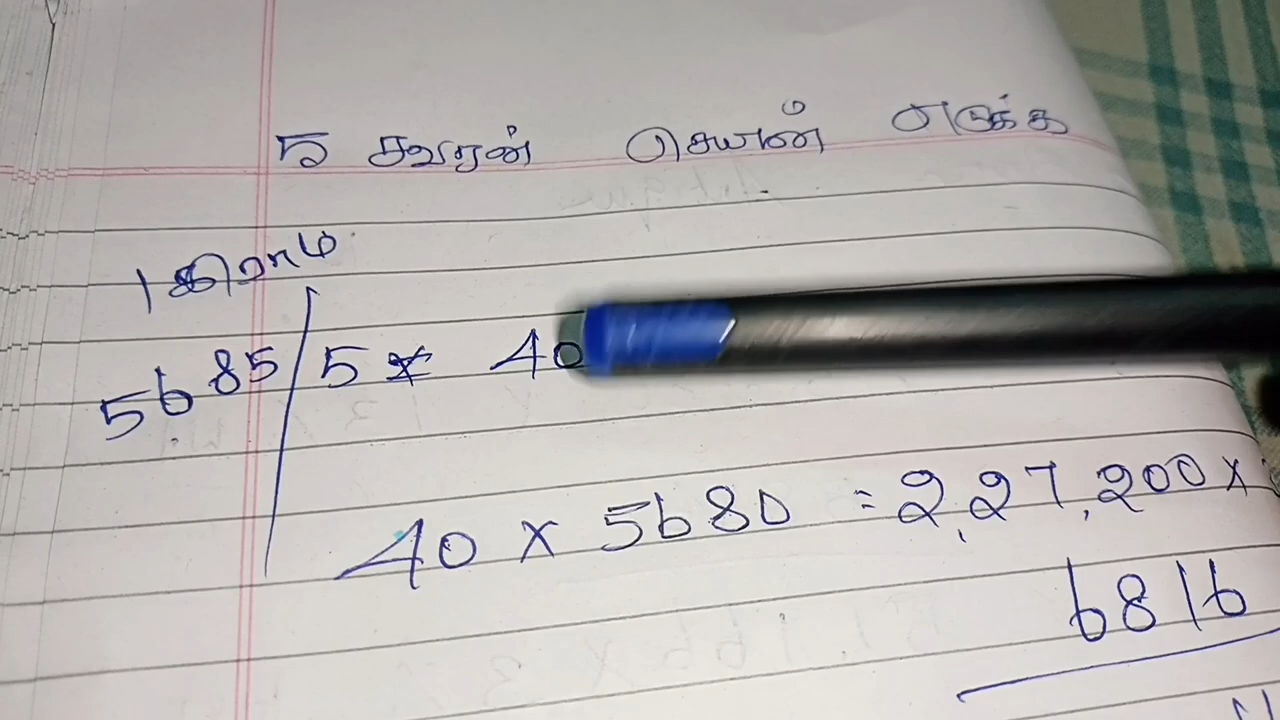 5 சவரன் செயின் எடுக்க
1 கிராம்
5685 5 * 40
40 x 5680 = 2,27,200 x
6816